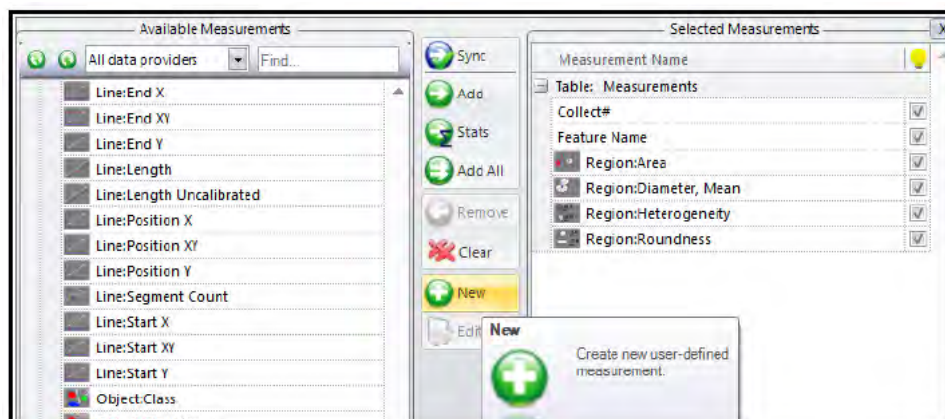 Available Measurements
All data providers
Find...
Line:End X
Line:End XY
Line:End Y
Line:Length
Line:Length Uncalibrated
Line:Position X
Line:Position XY
Line:Position Y
Line:Segment Count
Line:Start X
Line:Start XY
Line:Start Y
Object:Class
Sync
Add
Stats
Add All
Remove
Clear
New
Edit
New
Create new user-defined
measurement.
Selected Measurements
X
Measurement Name
Table: Measurements
Collect#
Feature Name
Region:Area
Region:Diameter, Mean
Region:Heterogeneity
Region:Roundness